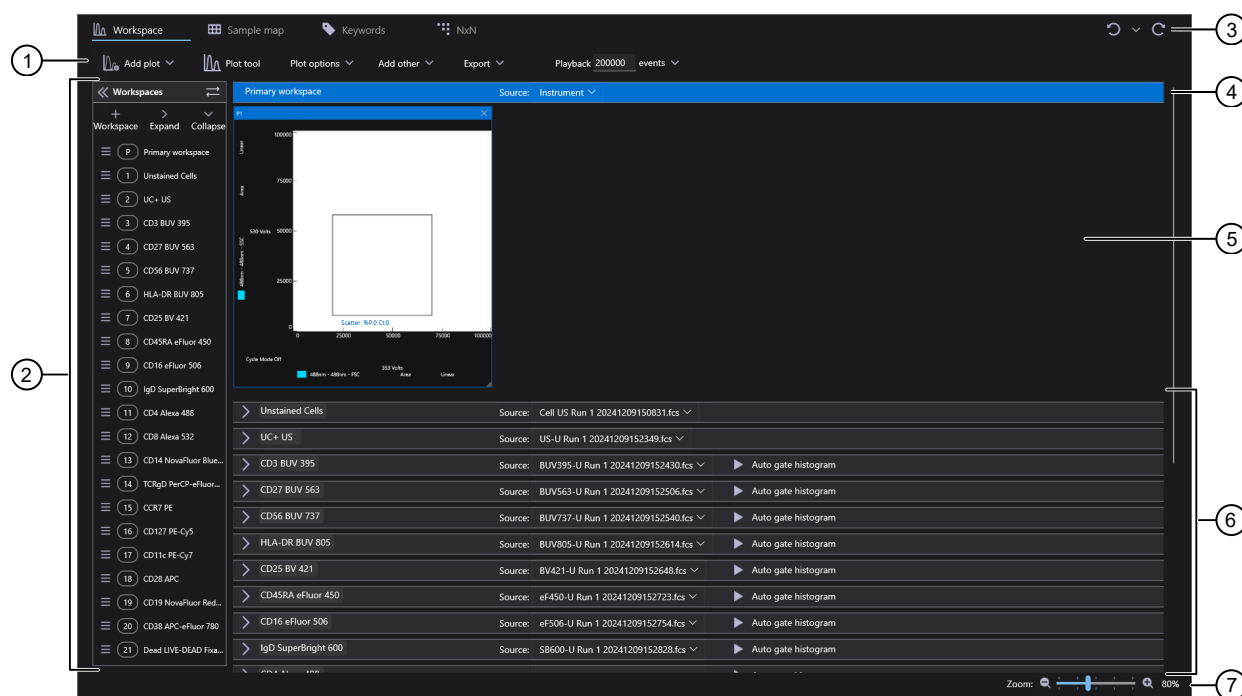 Workspace Sample map Keywords NxN
3
1
Add plot Plot tool Plot options Add other Export Playback 200000 events
2
Workspaces
Workspace Expand Collapse
P Primary workspace
1 Unstained Cells
2 UC+ US
3 CD3 BUV 395
4 CD27 BUV 563
5 CD56 BUV 737
6 HLA-DR BUV 805
7 CD25 BV 421
8 CD45RA eFluor 450
9 CD16 eFluor 506
10 IgD SuperBright 600
11 CD4 Alexa 488
12 CD8 Alexa 532
13 CD14 NovaFluor Blue...
14 TCRgD PerCP-eFluor...
15 CCR7 PE
16 CD127 PE-Cy5
17 CD11c PE-Cy7
18 CD28 APC
19 CD19 NovaFluor Red...
20 CD38 APC-eFluor 780
21 Dead LIVE-DEAD Fixa...
Primary workspace Source: Instrument
4
P1
Linear
Area
530 Volts
488nm - 488nm - SSC
100000
75000
50000
25000
0
Scatter %P:0 Ct:0
0 25000 50000 75000 100000
Cycle Mode Off
488nm - 488nm - FSC
353 Volts
Area Linear
5
Unstained Cells Source: Cell US Run 1 20241209150831.fcs
UC+ US Source: US-U Run 1 20241209152349.fcs
CD3 BUV 395 Source: BUV395-U Run 1 20241209152430.fcs Auto gate histogram
CD27 BUV 563 Source: BUV563-U Run 1 20241209152506.fcs Auto gate histogram
CD56 BUV 737 Source: BUV737-U Run 1 20241209152540.fcs Auto gate histogram
HLA-DR BUV 805 Source: BUV805-U Run 1 20241209152614.fcs Auto gate histogram
CD25 BV 421 Source: BV421-U Run 1 20241209152648.fcs Auto gate histogram
CD45RA eFluor 450 Source: eF450-U Run 1 20241209152723.fcs Auto gate histogram
CD16 eFluor 506 Source: eF506-U Run 1 20241209152754.fcs Auto gate histogram
IgD SuperBright 600 Source: SB600-U Run 1 20241209152828.fcs Auto gate histogram
6
Zoom: 80%
7